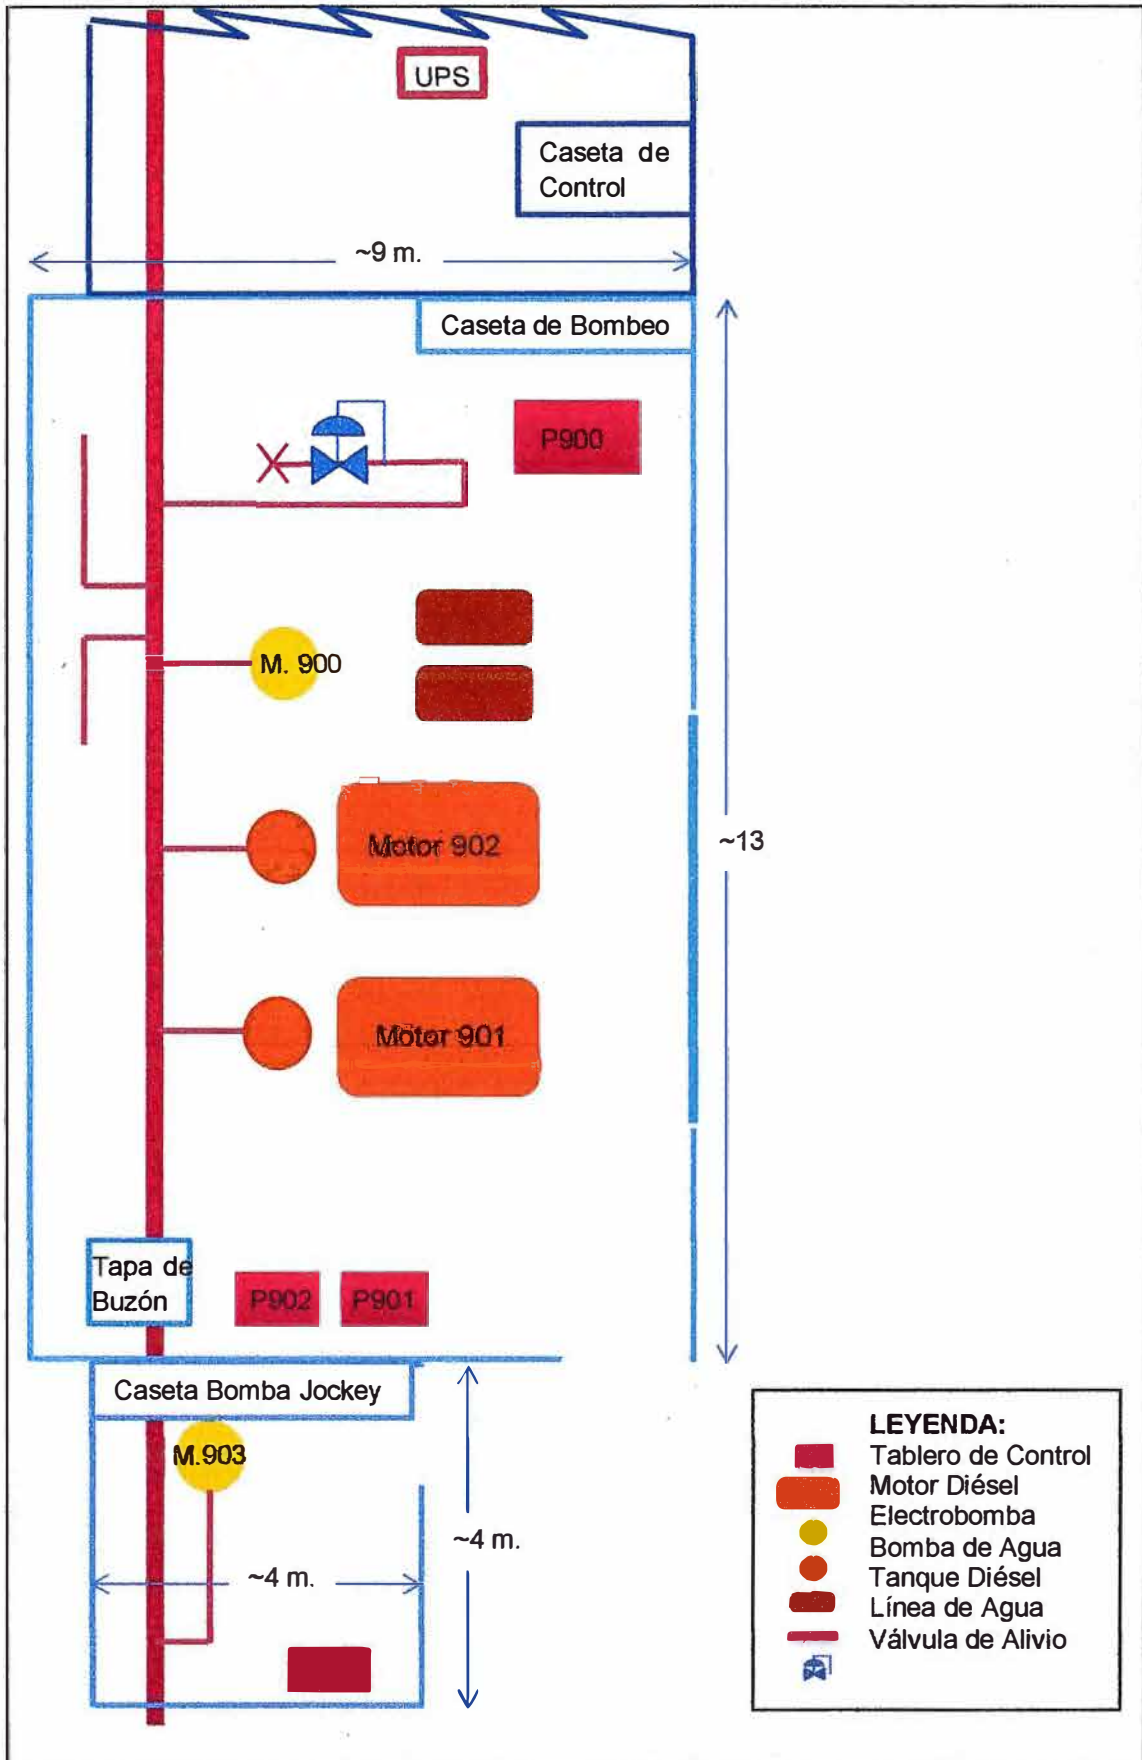 UPS
Caseta de
Control
~9 m.
Caseta de Bombeo
P900
M. 900
Motor 902
~13
Motor 901
Tapa de
Buzón
P902
P901
Caseta Bomba Jockey
M.903
~4 m.
~4 m.
LEYENDA:
Tablero de Control
Motor Diésel
Electrobomba
Bomba de Agua
Tanque Diésel
Línea de Agua
Válvula de Alivio